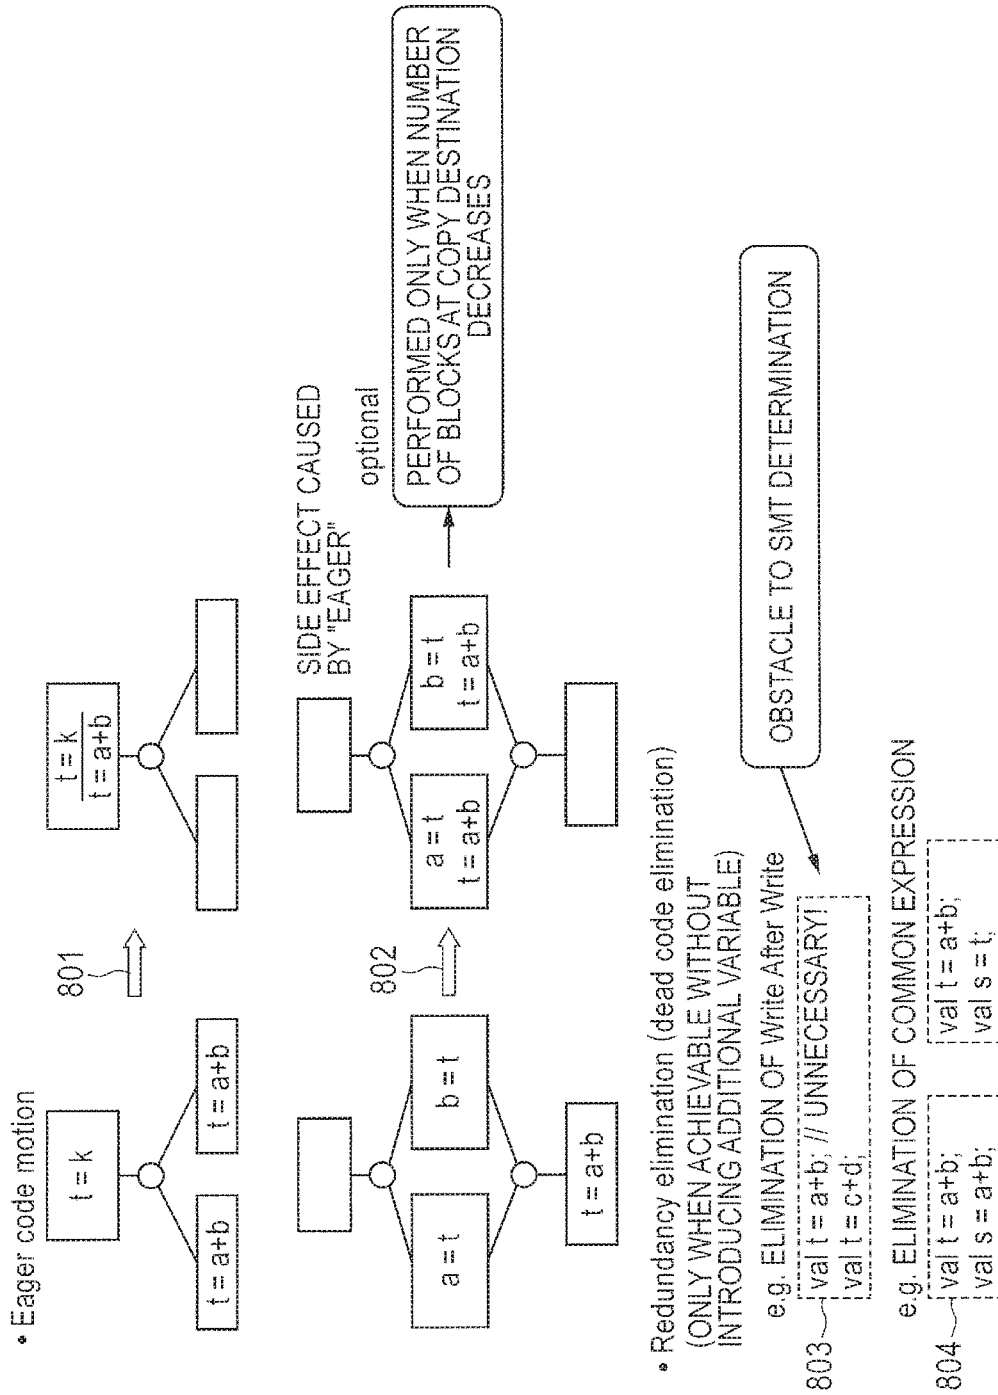 • Eager code motion
t = k
t = a+b
t = a+b
801
t = k
t = a+b
a = t
b = t
t = a+b
802
SIDE EFFECT CAUSED
BY "EAGER"
a = t
t = a+b
b = t
t = a+b
optional
PERFORMED ONLY WHEN NUMBER
OF BLOCKS AT COPY DESTINATION
DECREASES
• Redundancy elimination (dead code elimination)
(ONLY WHEN ACHIEVABLE WITHOUT
INTRODUCING ADDITIONAL VARIABLE)
e.g. ELIMINATION OF Write After Write
803
val t = a+b; // UNNECESSARY!
val t = c+d;
OBSTACLE TO SMT DETERMINATION
e.g. ELIMINATION OF COMMON EXPRESSION
804
val t = a+b;
val s = a+b;
val t = a+b;
val s = t;